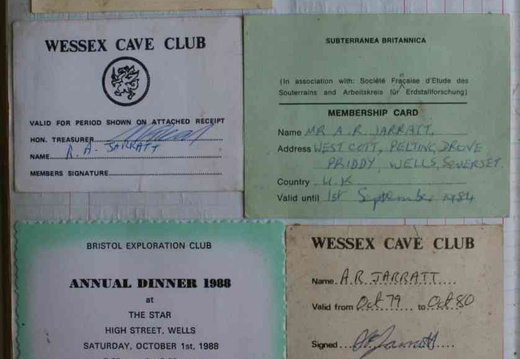 WESSEX CAVE CLUB
VALID FOR PERIOD SHOWN ON ATTACHED RECEIPT
HON. TREASURER
NAME R. A. JARRATT
MEMBERS SIGNATURE
SUBTERRANEA BRITANNICA
(In association with: Société Française d'Etude des
Souterrains and Arbeitskreis für Erdstallforschung)
MEMBERSHIP CARD
Name MR A.R. JARRATT.
Address WEST COTT, PELTING DROVE
PRIDDY, WELLS, SOMERSET.
Country U.K
Valid until 1st September 1984
BRISTOL EXPLORATION CLUB
ANNUAL DINNER 1988
at
THE STAR
HIGH STREET, WELLS
SATURDAY, OCTOBER 1st, 1988
WESSEX CAVE CLUB
Name A.R JARRATT.
Valid from Oct 79 to Oct 80
Signed